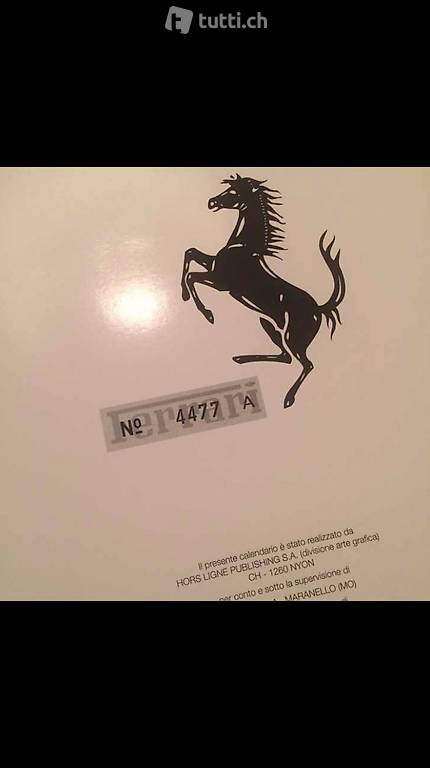 tutti.ch
Ferrari
Nº 4477 A
Il presente calendario è stato realizzato da
HORS LIGNE PUBLISHING S.A. (divisione arte grafica)
CH - 1260 NYON
per conto e sotto la supervisione di
MARANELLO (MO)